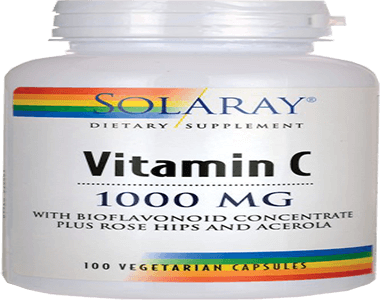 SOLARAY®
DIETARY SUPPLEMENT
Vitamin C
1000 MG
WITH BIOFLAVONOID CONCENTRATE
PLUS ROSE HIPS AND ACEROLA
100 VEGETARIAN CAPSULES